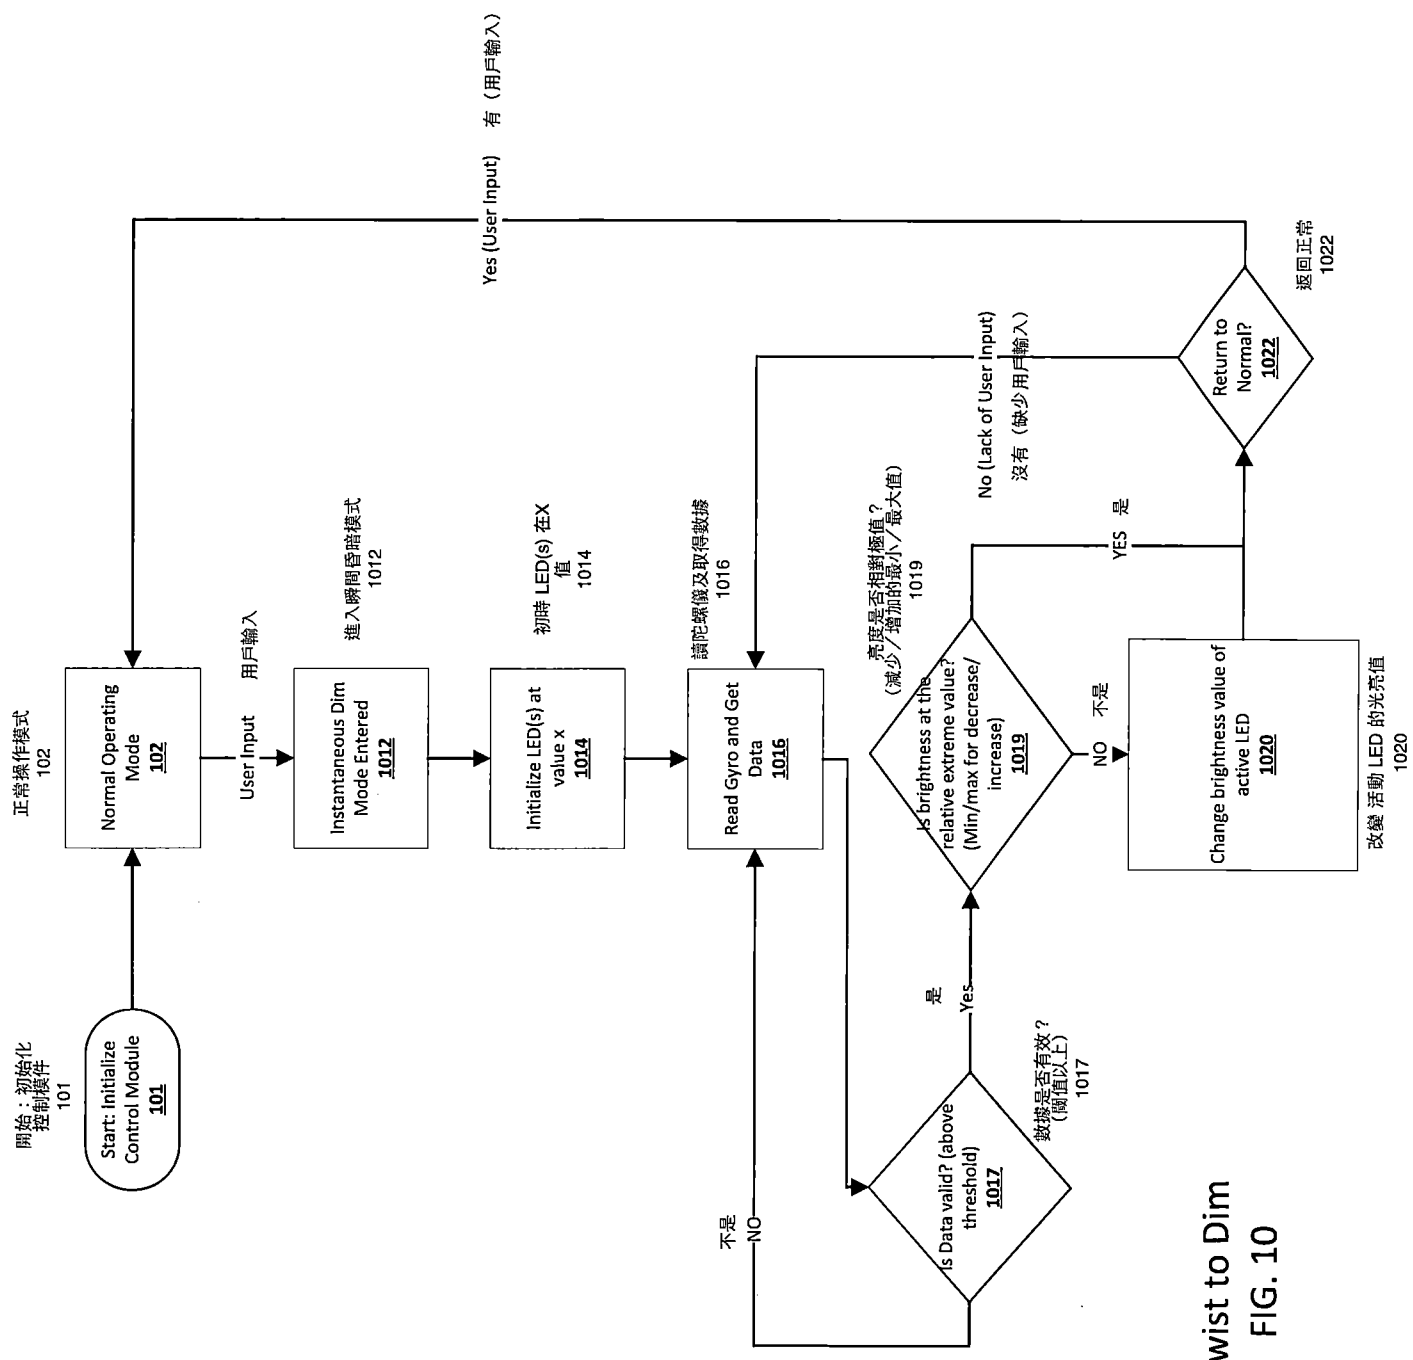 開始：初始化
控制模件
101
Start: Initialize
Control Module
101
正常操作模式
102
Normal Operating
Mode
102
User Input
用戶輸入
進入瞬間昏暗模式
1012
Instantaneous Dim
Mode Entered
1012
初時 LED(s) 在X
值
1014
Initialize LED(s) at
value x
1014
讀陀螺儀及取得數據
1016
Read Gyro and Get
Data
1016
不是
NO
Is Data valid? (above
threshold)
1017
數據是否有效？
（閾值以上）
1017
是
Yes
亮度是否相對極值？
（減少／增加的最小／最大值）
1019
Is brightness at the
relative extreme value?
(Min/max for decrease/
increase)
1019
NO 不是
YES 是
Change brightness value of
active LED
1020
改變 活動 LED 的光亮值
1020
No (Lack of User Input)
沒有（缺少用戶輸入）
Return to
Normal?
1022
返回正常
1022
Yes (User Input) 有（用戶輸入）
wist to Dim
FIG. 10